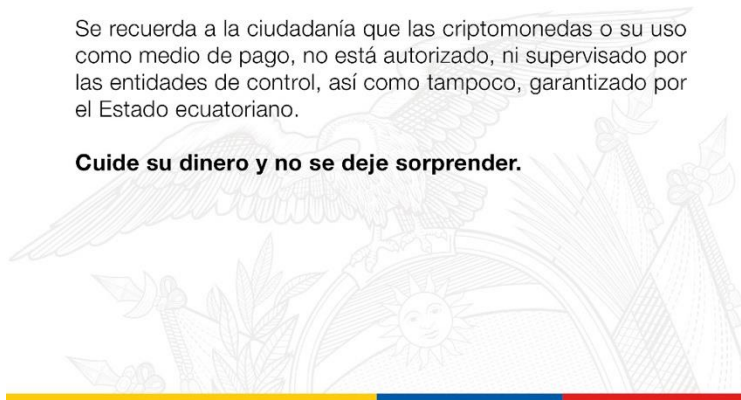 Se recuerda a la ciudadanía que las criptomonedas o su uso
como medio de pago, no está autorizado, ni supervisado por
las entidades de control, así como tampoco, garantizado por
el Estado ecuatoriano.
Cuide su dinero y no se deje sorprender.